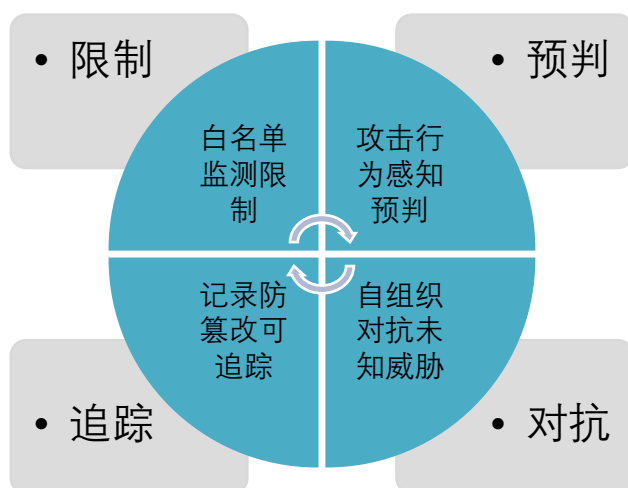 • 限制
• 预判
白名单
监测限
制
攻击行
为感知
预判
记录防
篡改可
追踪
自组织
对抗未
知威胁
• 追踪
• 对抗